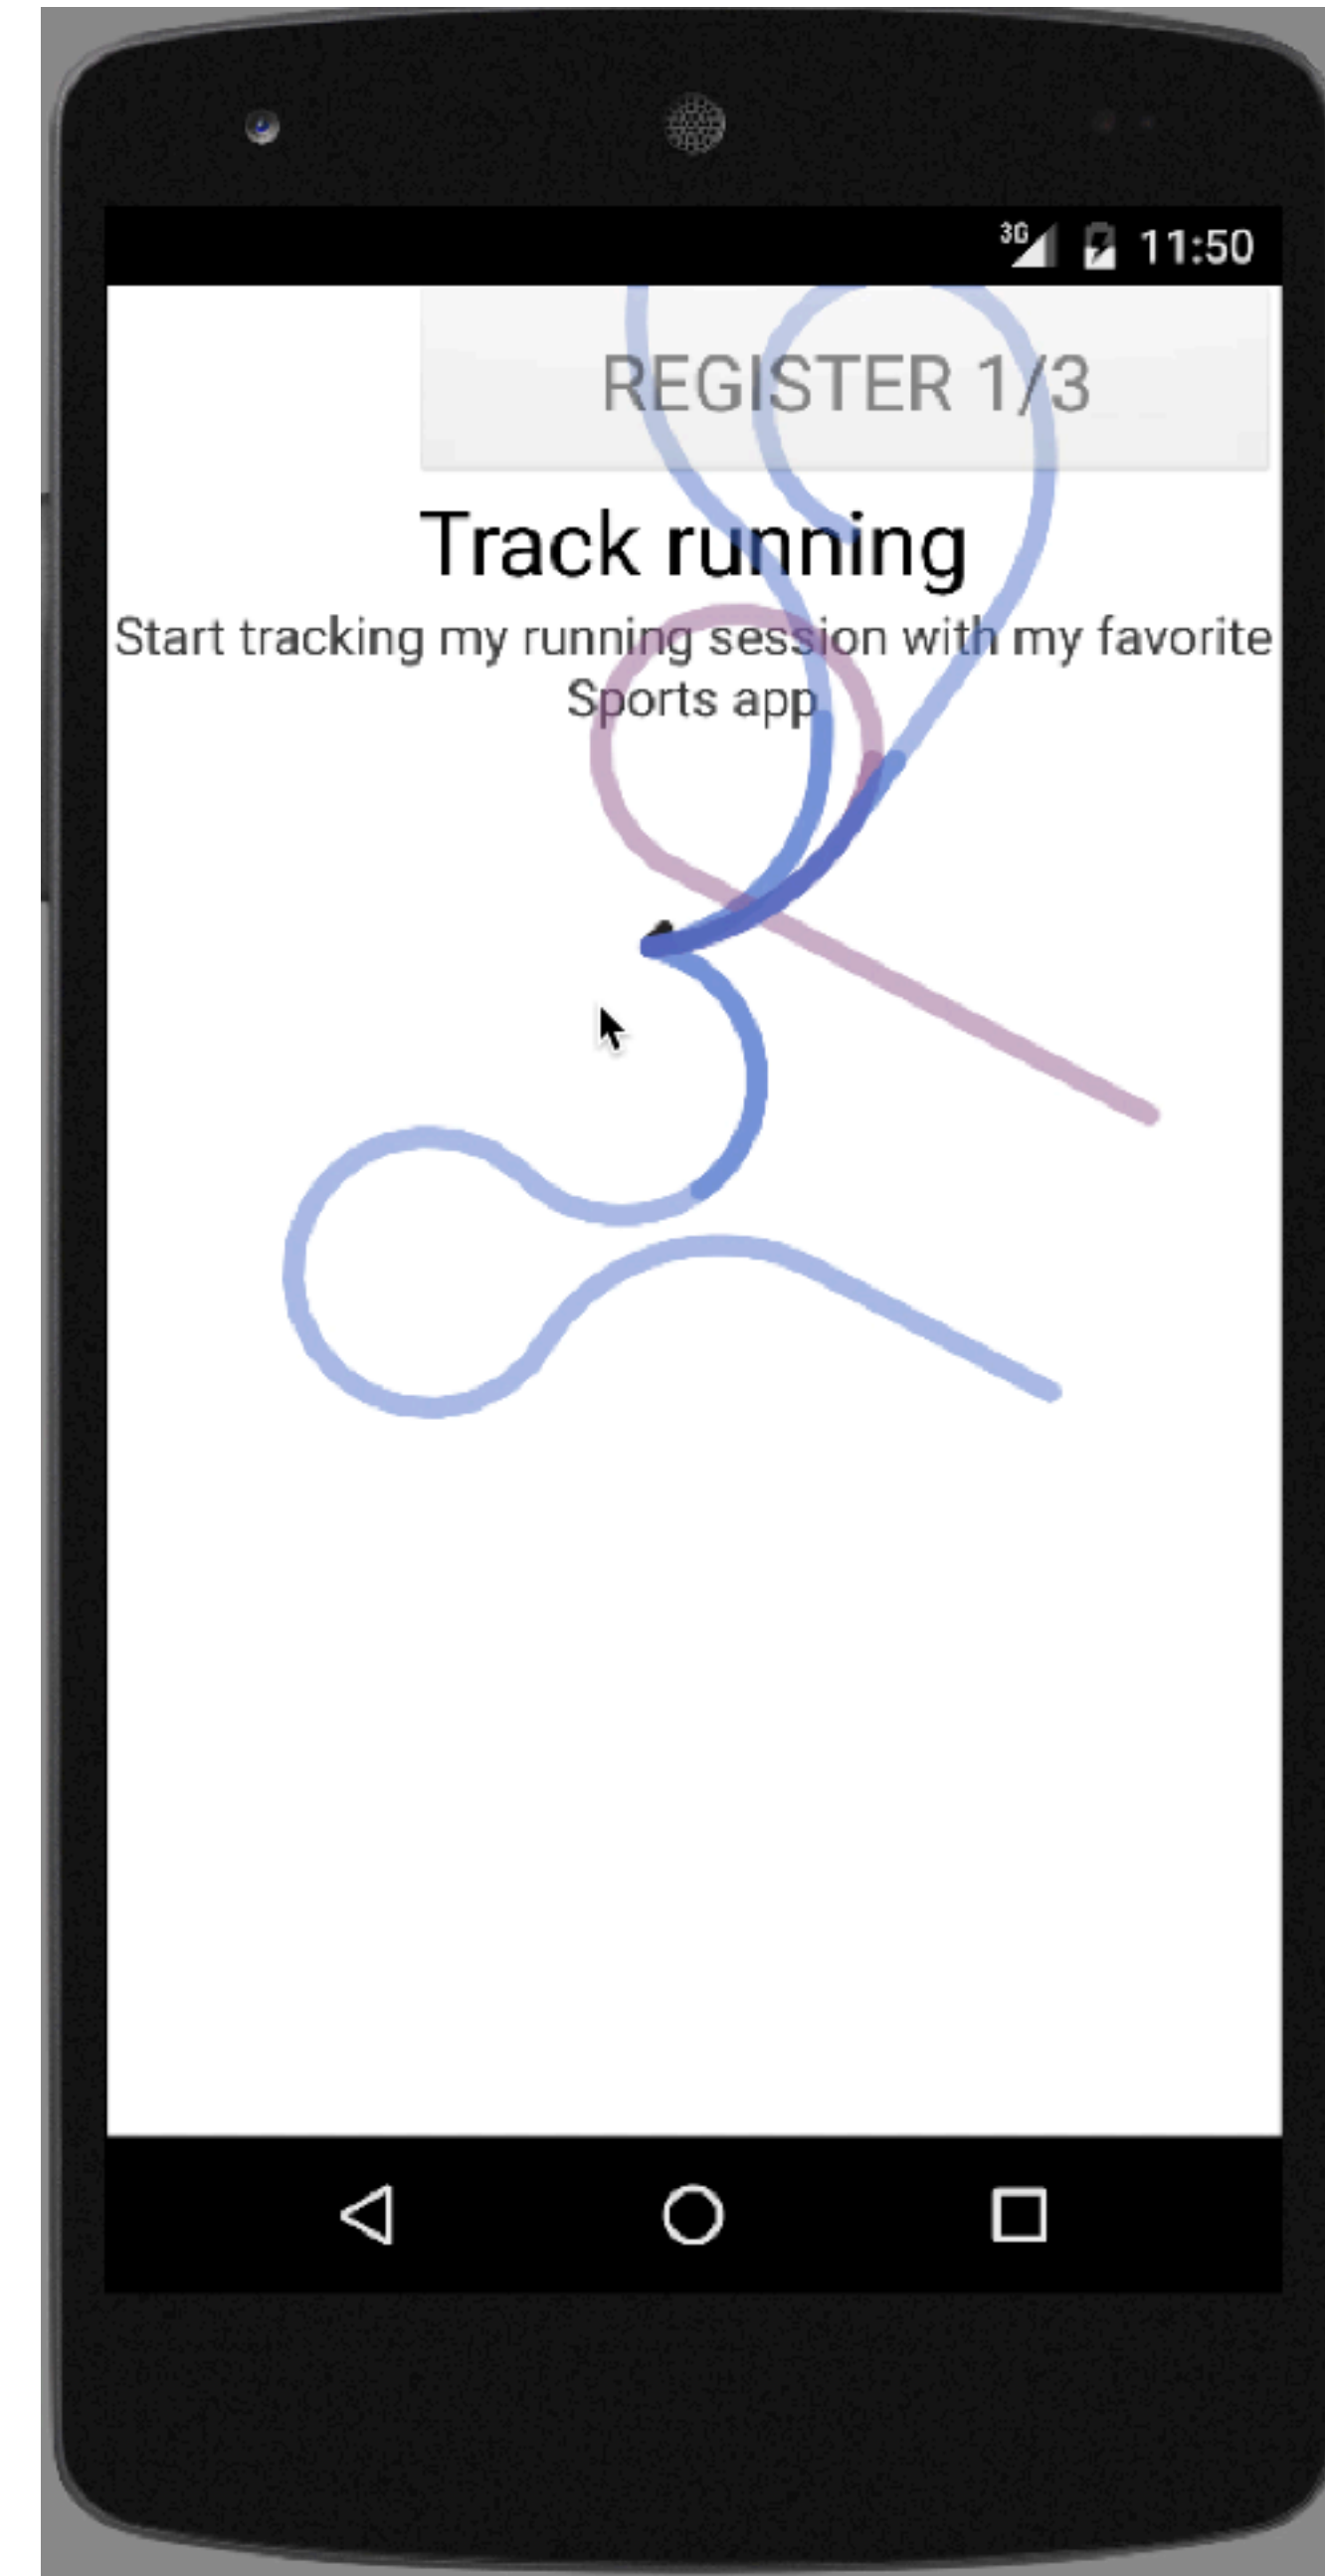 3G 11:50
REGISTER 1/3
Track running
Start tracking my running session with my favorite
Sports app